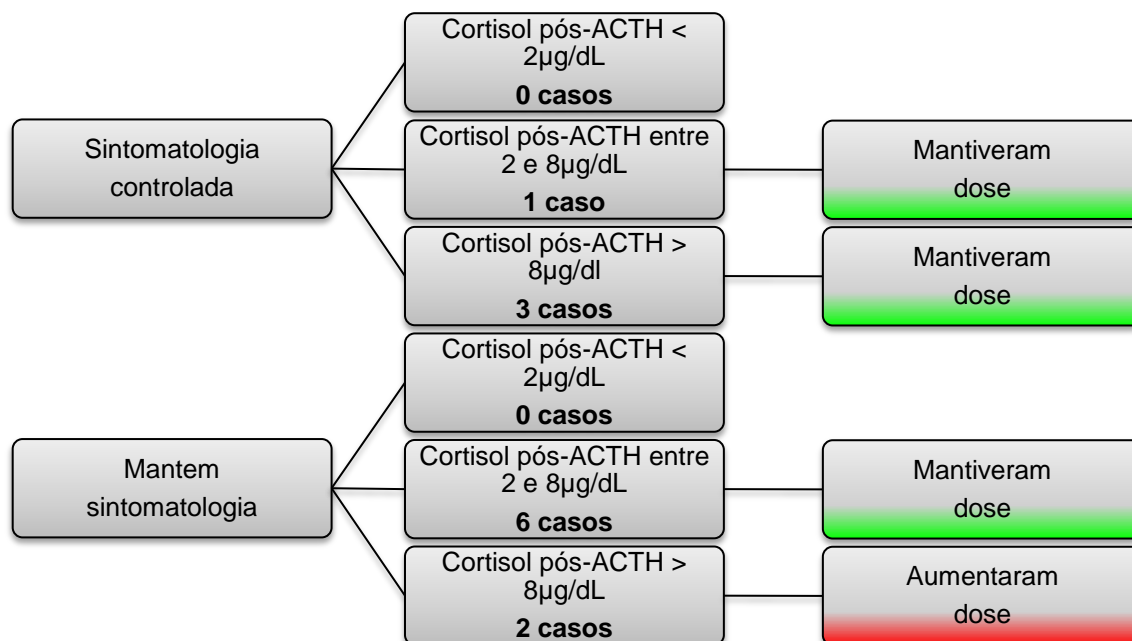 Sintomatologia
controlada
Cortisol pós-ACTH <
2µg/dL
0 casos
Cortisol pós-ACTH entre
2 e 8µg/dL
1 caso
Mantiveram
dose
Cortisol pós-ACTH >
8µg/dl
3 casos
Mantiveram
dose
Mantem
sintomatologia
Cortisol pós-ACTH <
2µg/dL
0 casos
Cortisol pós-ACTH entre
2 e 8µg/dL
6 casos
Mantiveram
dose
Cortisol pós-ACTH >
8µg/dL
2 casos
Aumentaram
dose